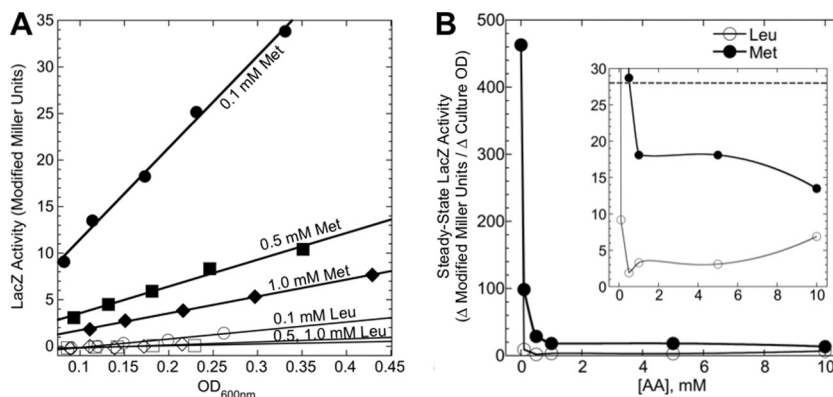 A
LacZ Activity (Modified Miller Units)
35
30
25
20
15
10
5
0
0.1 mM Met
0.5 mM Met
1.0 mM Met
0.1 mM Leu
0.5, 1.0 mM Leu
0.1 0.15 0.2 0.25 0.3 0.35 0.4 0.45
OD600nm
B
Steady-State LacZ Activity
(Δ Modified Miller Units / Δ Culture OD)
500
400
300
200
100
0
Leu
Met
30
25
20
15
10
5
0
0 2 4 6 8 10
0 2 4 6 8 10
[AA], mM